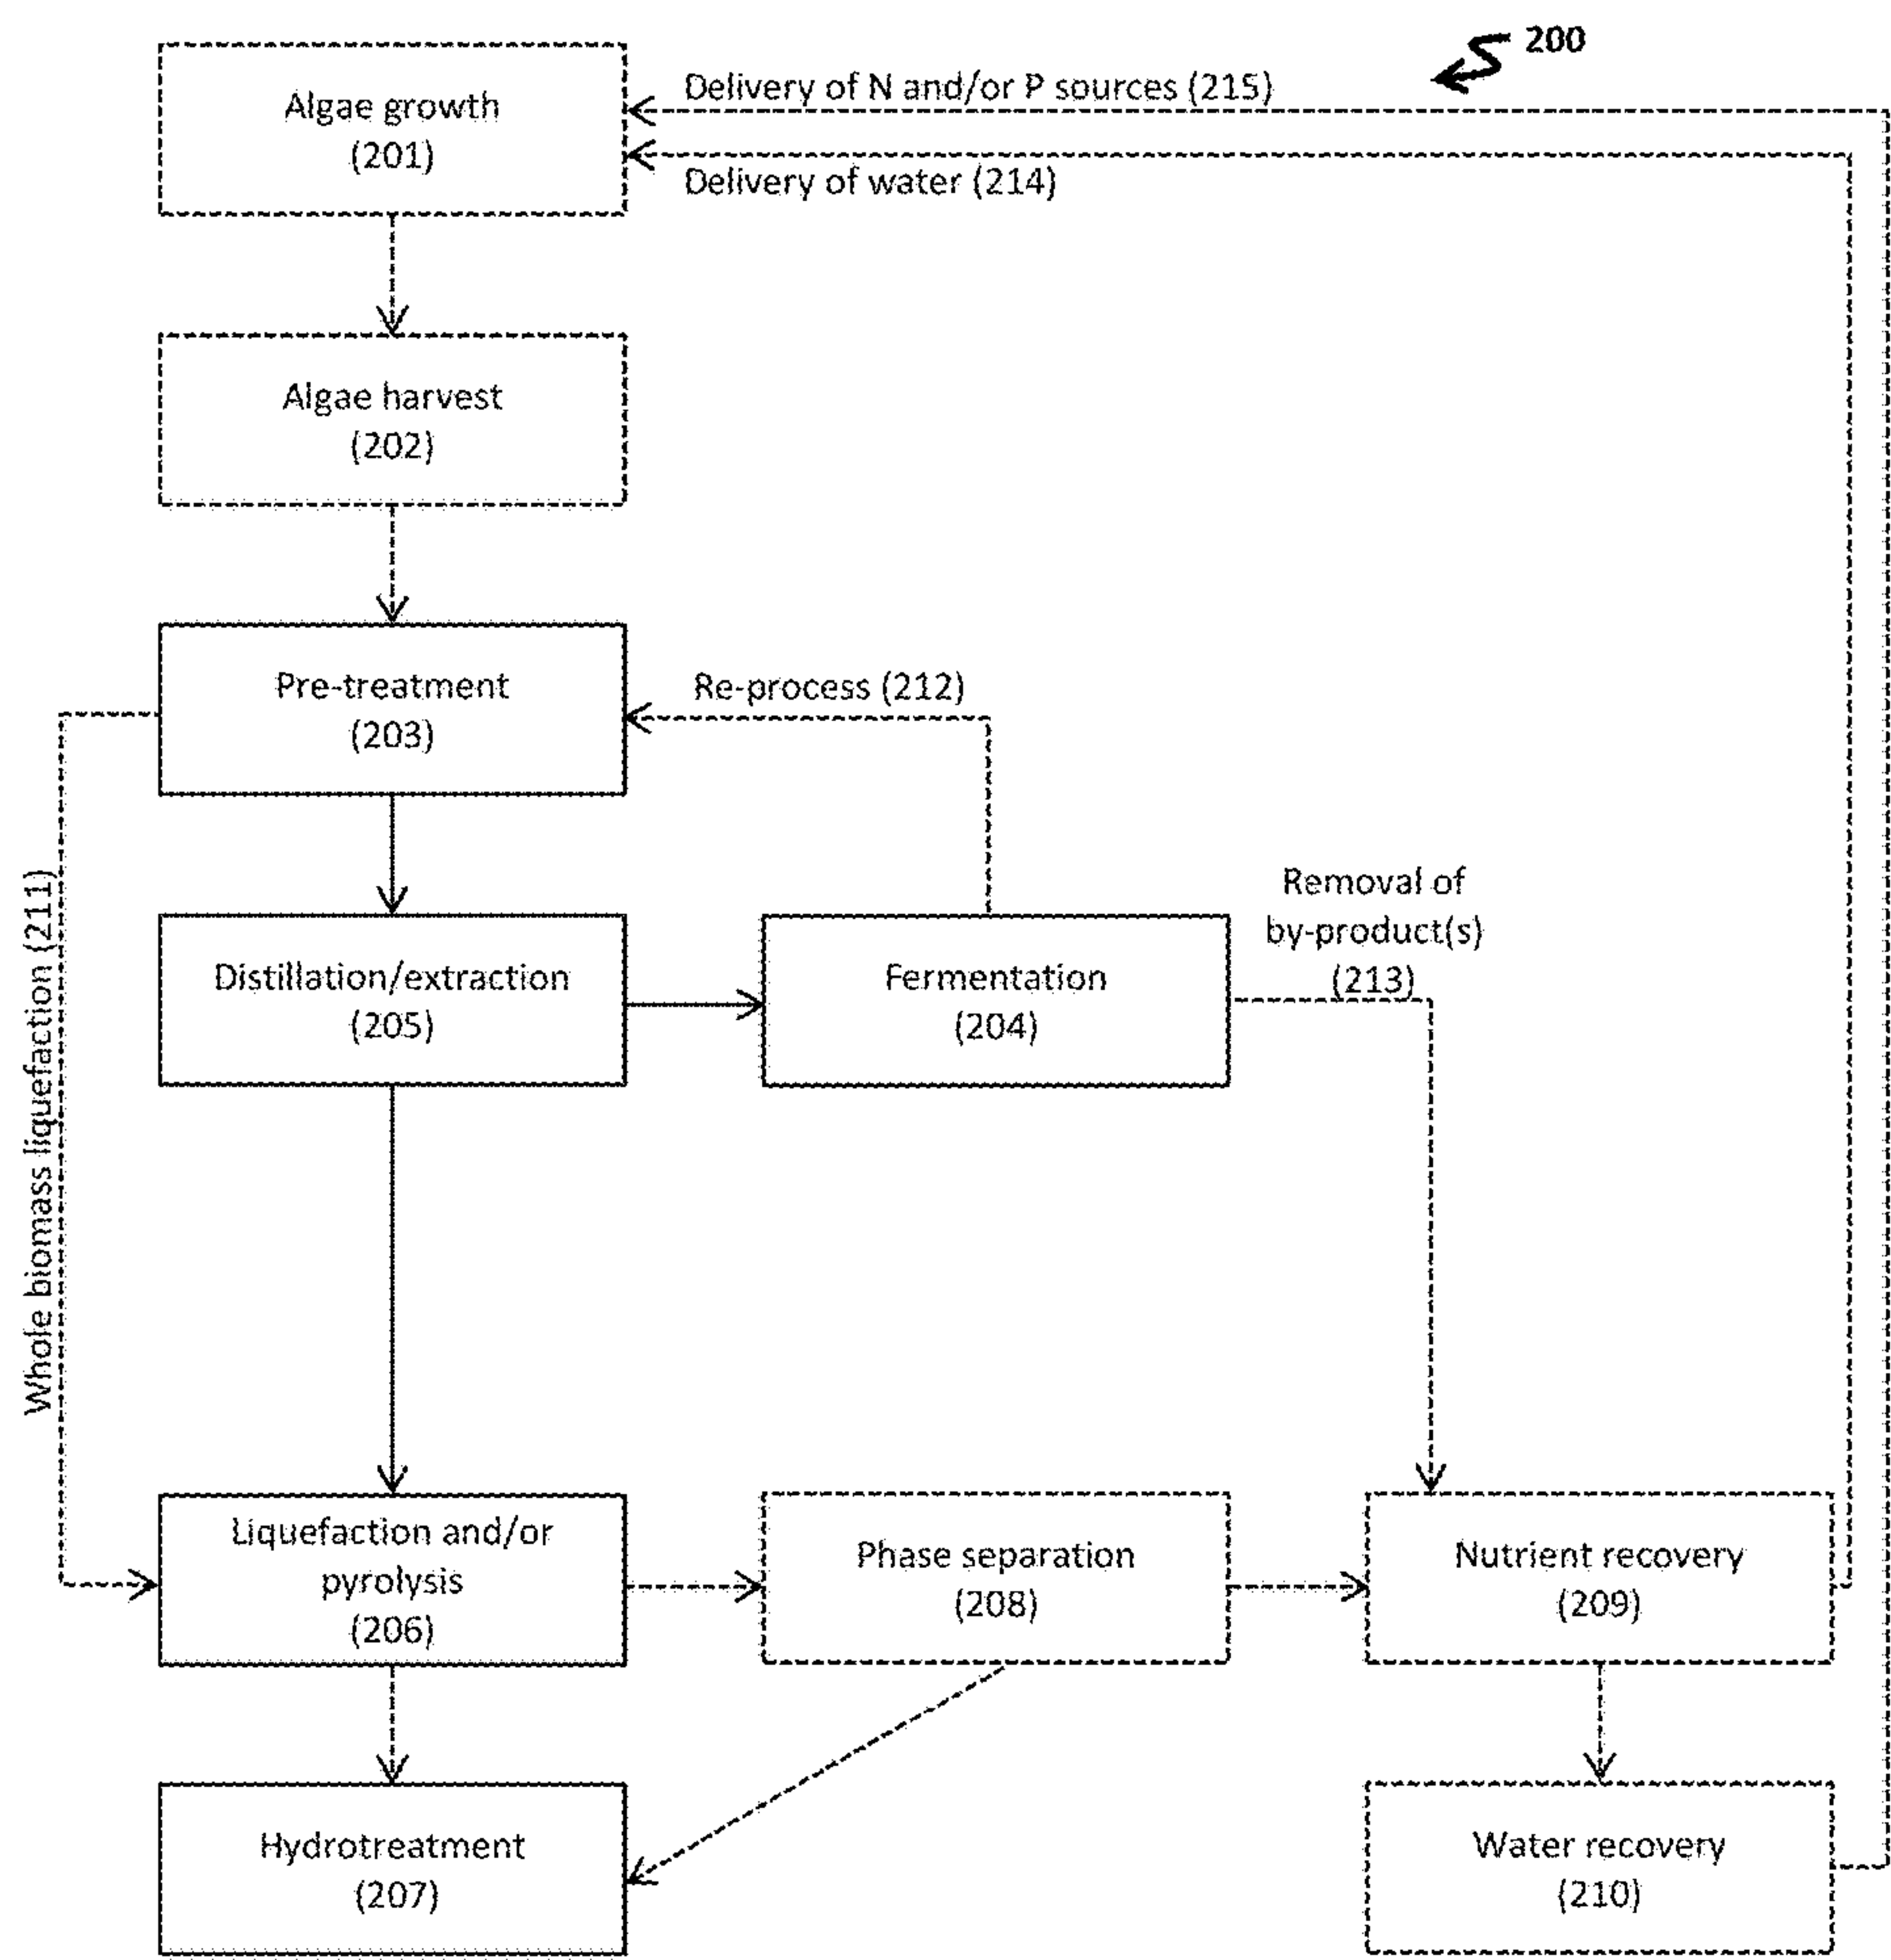 200
Delivery of N and/or P sources (215)
Algae growth
(201)
Delivery of water (214)
Algae harvest
(202)
Pre-treatment
(203)
Re-process (212)
Whole biomass liquefaction (211)
Distillation/extraction
(205)
Fermentation
(204)
Removal of
by-product(s)
(213)
Liquefaction and/or
pyrolysis
(206)
Phase separation
(208)
Nutrient recovery
(209)
Hydrotreatment
(207)
Water recovery
(210)